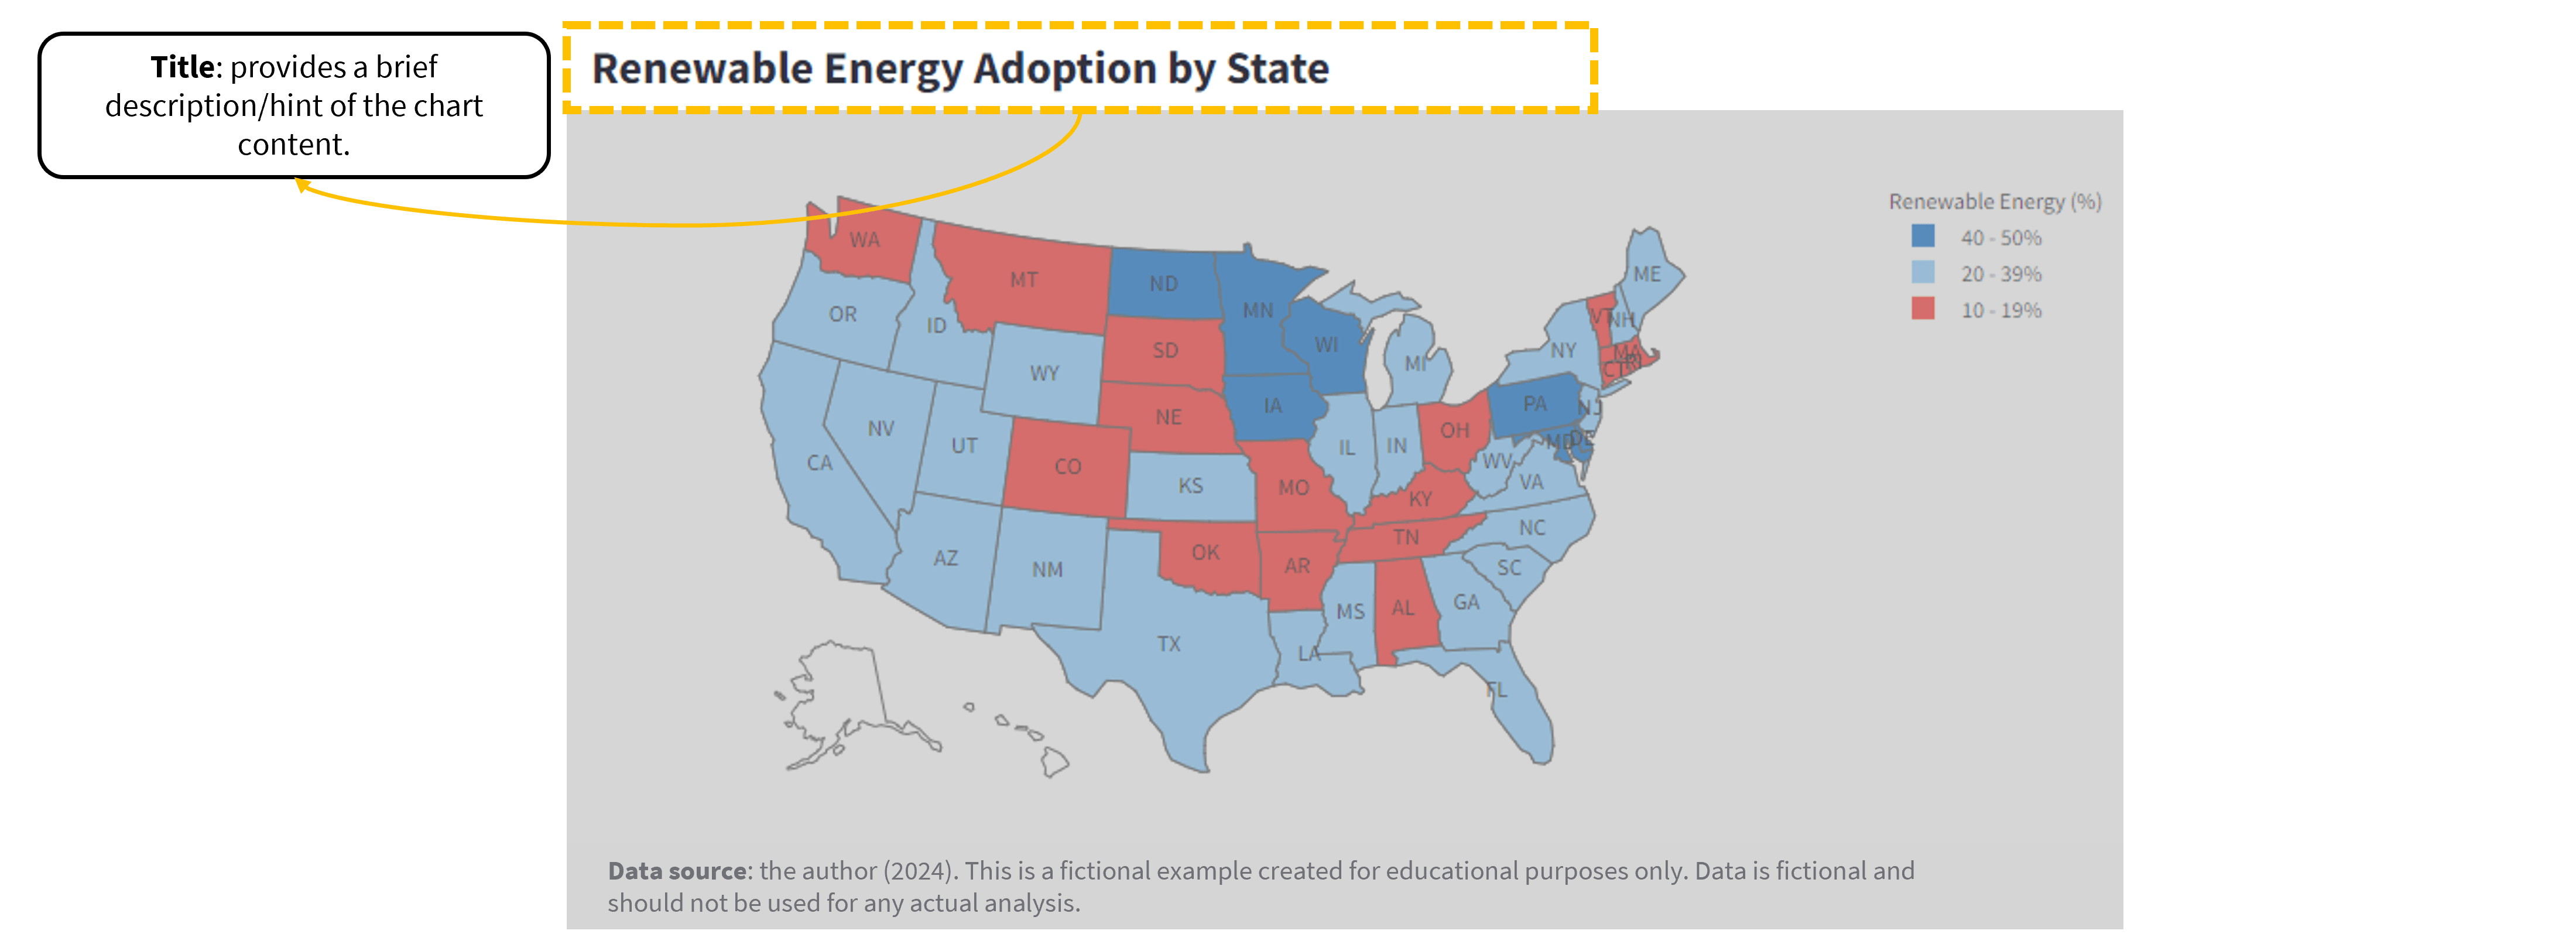 Title: provides a brief
description/hint of the chart
content.
Renewable Energy Adoption by State
Renewable Energy (%)
40 - 50%
20 - 39%
10 - 19%
WA
MT
ND
MN
ME
OR
ID
SD
WI
VT
NH
WY
MI
NY
MA
CT
RI
IA
PA
NJ
NE
NV
UT
CO
IL
IN
OH
MD
DE
CA
KS
MO
WV
VA
KY
NC
TN
AZ
NM
OK
AR
SC
MS
AL
GA
TX
LA
FL
Data source: the author (2024). This is a fictional example created for educational purposes only. Data is fictional and
should not be used for any actual analysis.